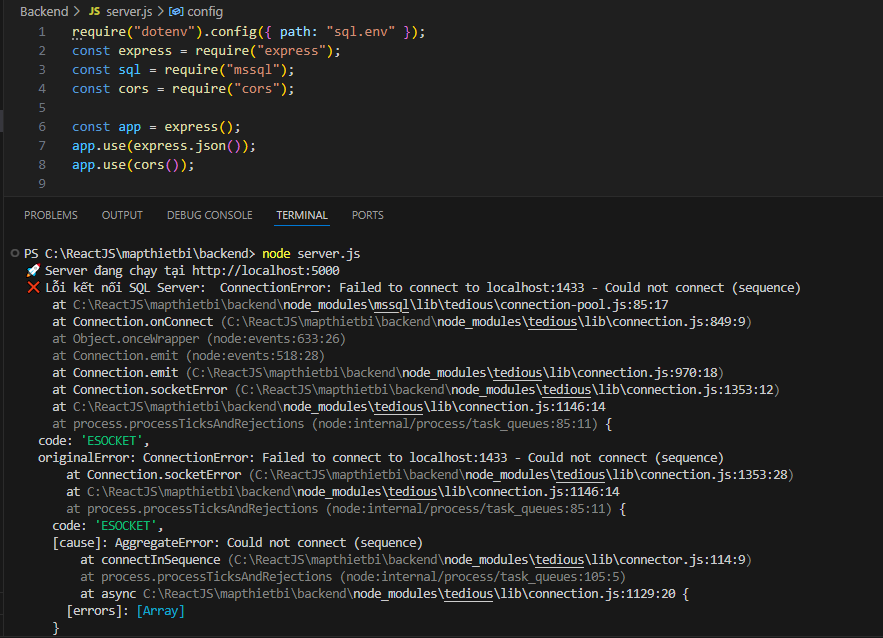 Backend > JS server.js > config
1 require("dotenv").config({ path: "sql.env" });
2 const express = require("express");
3 const sql = require("mssql");
4 const cors = require("cors");
5
6 const app = express();
7 app.use(express.json());
8 app.use(cors());
9
PROBLEMS OUTPUT DEBUG CONSOLE TERMINAL PORTS
PS C:\ReactJS\mapthietbi\backend> node server.js
🚀 Server đang chạy tại http://localhost:5000
❌ Lỗi kết nối SQL Server:  ConnectionError: Failed to connect to localhost:1433 - Could not connect (sequence)
at C:\ReactJS\mapthietbi\backend\node_modules\mssql\lib\tedious\connection-pool.js:85:17
at Connection.onConnect (C:\ReactJS\mapthietbi\backend\node_modules\tedious\lib\connection.js:849:9)
at Object.onceWrapper (node:events:633:26)
at Connection.emit (node:events:518:28)
at Connection.emit (C:\ReactJS\mapthietbi\backend\node_modules\tedious\lib\connection.js:970:18)
at Connection.socketError (C:\ReactJS\mapthietbi\backend\node_modules\tedious\lib\connection.js:1353:12)
at C:\ReactJS\mapthietbi\backend\node_modules\tedious\lib\connection.js:1146:14
at process.processTicksAndRejections (node:internal/process/task_queues:85:11) {
code: 'ESOCKET',
originalError: ConnectionError: Failed to connect to localhost:1433 - Could not connect (sequence)
at Connection.socketError (C:\ReactJS\mapthietbi\backend\node_modules\tedious\lib\connection.js:1353:28)
at C:\ReactJS\mapthietbi\backend\node_modules\tedious\lib\connection.js:1146:14
at process.processTicksAndRejections (node:internal/process/task_queues:85:11) {
code: 'ESOCKET',
[cause]: AggregateError: Could not connect (sequence)
at connectInSequence (C:\ReactJS\mapthietbi\backend\node_modules\tedious\lib\connector.js:114:9)
at process.processTicksAndRejections (node:internal/process/task_queues:105:5)
at async C:\ReactJS\mapthietbi\backend\node_modules\tedious\lib\connection.js:1129:20 {
[errors]: [Array]
}